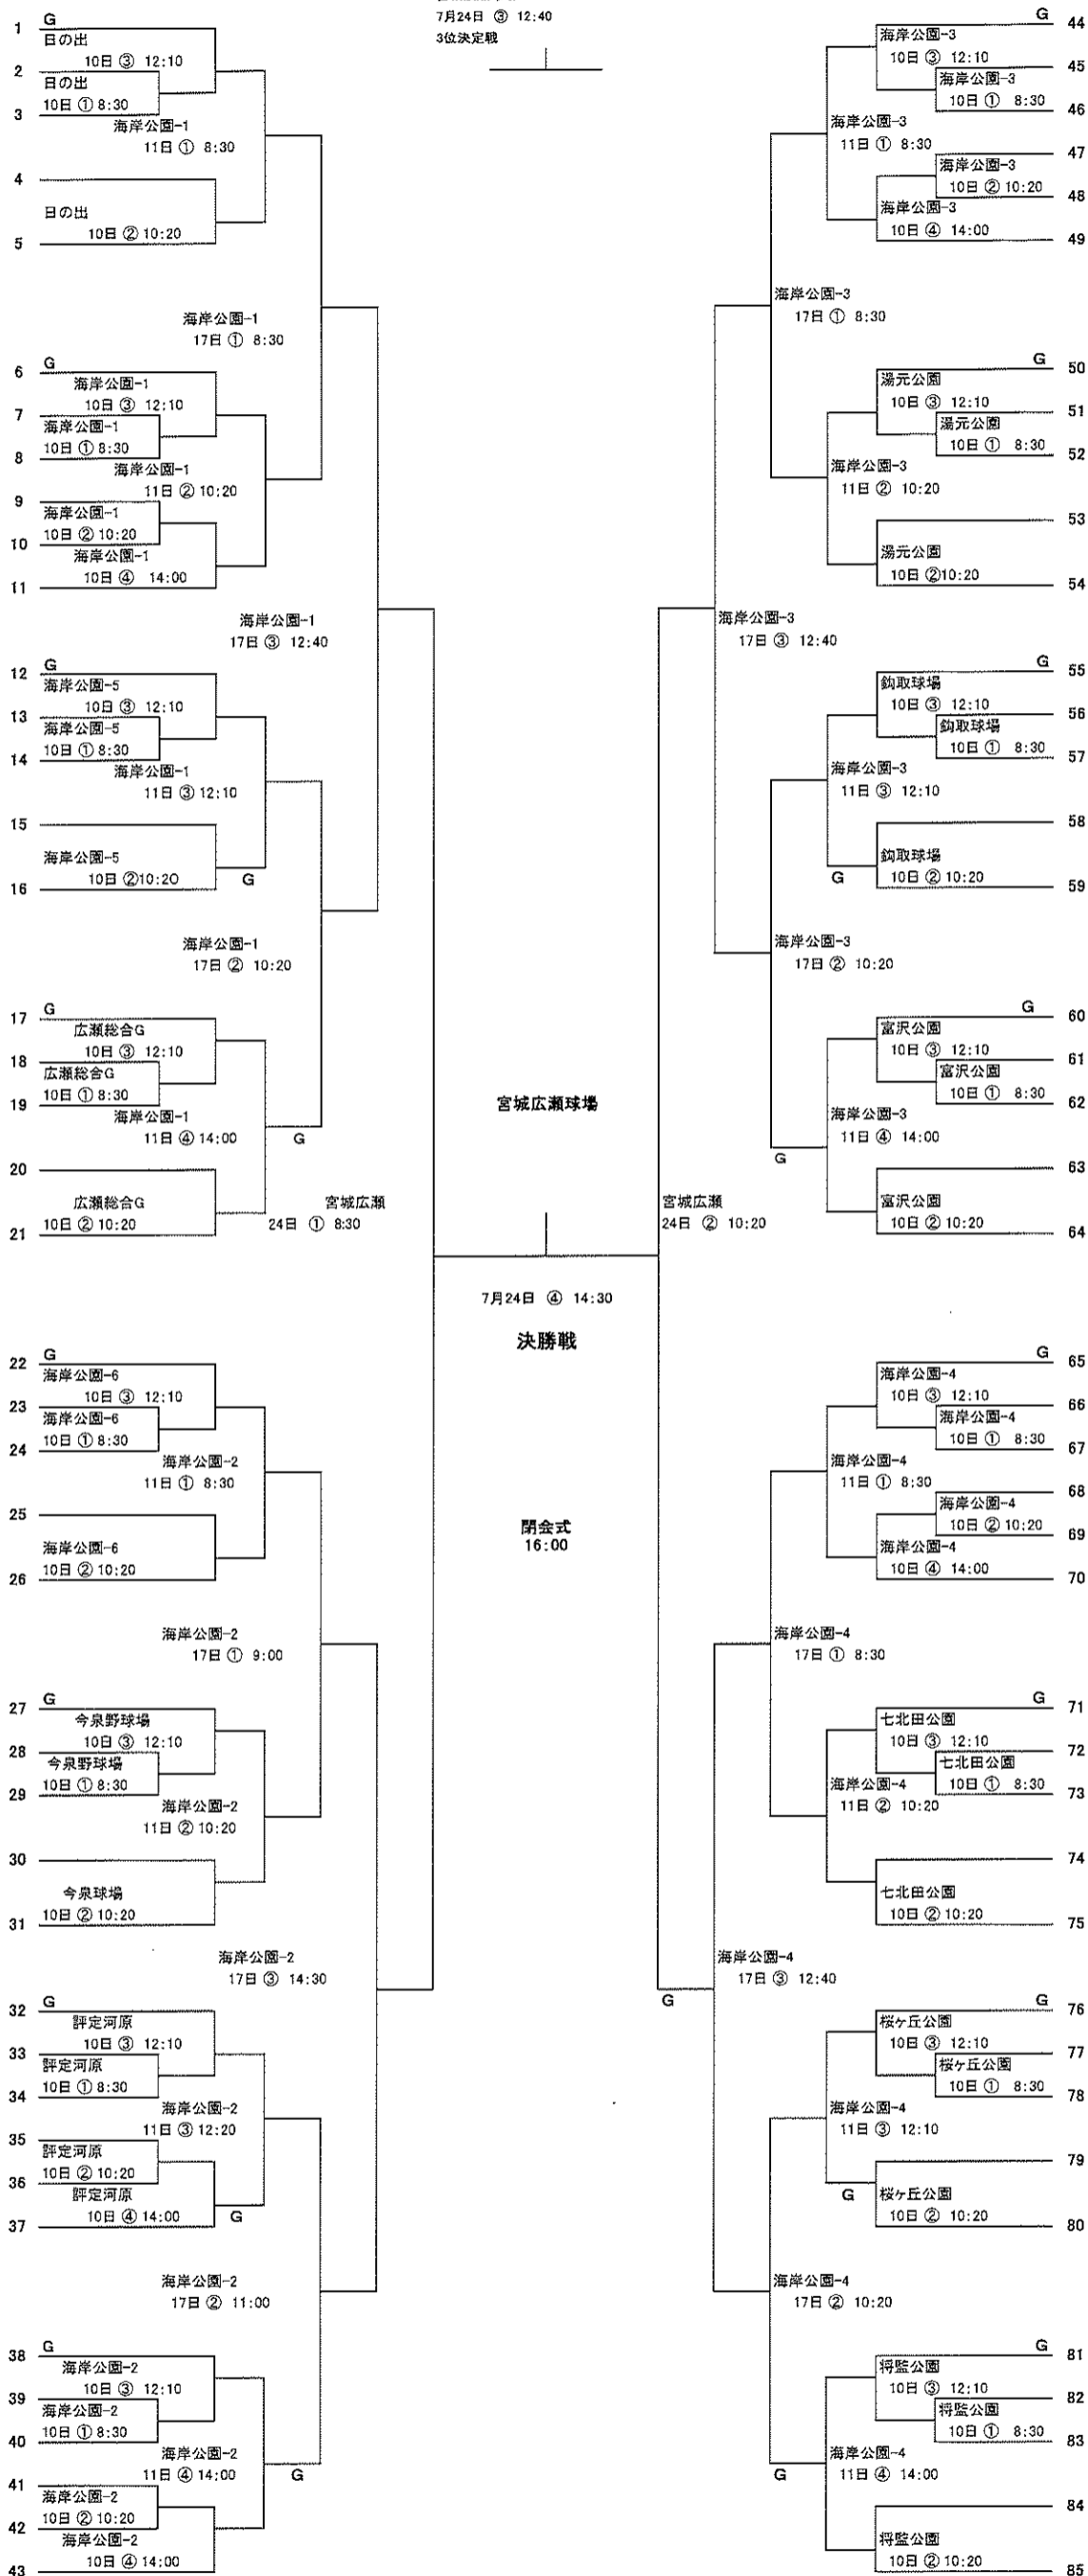 7月24日 ③ 12:40
3位決定戦
1
G
日の出
10日 ③ 12:10
2
日の出
10日 ① 8:30
3
海岸公園-1
11日 ① 8:30
4
日の出
10日 ② 10:20
5
海岸公園-1
17日 ① 8:30
6
G
海岸公園-1
10日 ③ 12:10
7
海岸公園-1
10日 ① 8:30
8
海岸公園-1
11日 ② 10:20
9
海岸公園-1
10日 ② 10:20
10
海岸公園-1
10日 ④ 14:00
11
海岸公園-1
17日 ③ 12:40
12
G
海岸公園-5
10日 ③ 12:10
13
海岸公園-5
10日 ① 8:30
14
海岸公園-1
11日 ③ 12:10
15
海岸公園-5
10日 ②10:20
16
G
海岸公園-1
17日 ② 10:20
17
G
広瀬総合G
10日 ③ 12:10
18
広瀬総合G
10日 ① 8:30
19
海岸公園-1
11日 ④ 14:00
G
20
広瀬総合G
10日 ② 10:20
21
宮城広瀬
24日 ① 8:30
22
G
海岸公園-6
10日 ③ 12:10
23
海岸公園-6
10日 ① 8:30
24
海岸公園-2
11日 ① 8:30
25
海岸公園-6
10日 ② 10:20
26
海岸公園-2
17日 ① 9:00
27
G
今泉野球場
10日 ③ 12:10
28
今泉野球場
10日 ① 8:30
29
海岸公園-2
11日 ② 10:20
30
今泉球場
10日 ② 10:20
31
海岸公園-2
17日 ③ 14:30
32
G
評定河原
10日 ③ 12:10
33
評定河原
10日 ① 8:30
34
海岸公園-2
11日 ③ 12:20
35
評定河原
10日 ② 10:20
36
評定河原
10日 ④ 14:00
G
37
海岸公園-2
17日 ② 11:00
38
G
海岸公園-2
10日 ③ 12:10
39
海岸公園-2
10日 ① 8:30
40
海岸公園-2
11日 ④ 14:00
G
41
海岸公園-2
10日 ② 10:20
42
海岸公園-2
10日 ④ 14:00
43
宮城広瀬球場
7月24日 ④ 14:30
決勝戦
閉会式
16:00
G
44
海岸公園-3
10日 ③ 12:10
45
海岸公園-3
10日 ① 8:30
46
海岸公園-3
11日 ① 8:30
47
海岸公園-3
10日 ② 10:20
48
海岸公園-3
10日 ④ 14:00
49
海岸公園-3
17日 ① 8:30
G
50
湯元公園
10日 ③ 12:10
51
湯元公園
10日 ① 8:30
52
海岸公園-3
11日 ② 10:20
53
湯元公園
10日 ②10:20
54
海岸公園-3
17日 ③ 12:40
G
55
鈎取球場
10日 ③ 12:10
56
鈎取球場
10日 ① 8:30
57
海岸公園-3
11日 ③ 12:10
58
鈎取球場
10日 ② 10:20
G
59
海岸公園-3
17日 ② 10:20
G
60
富沢公園
10日 ③ 12:10
61
富沢公園
10日 ① 8:30
62
海岸公園-3
11日 ④ 14:00
G
63
富沢公園
10日 ② 10:20
64
宮城広瀬
24日 ② 10:20
G
65
海岸公園-4
10日 ③ 12:10
66
海岸公園-4
10日 ① 8:30
67
海岸公園-4
11日 ① 8:30
68
海岸公園-4
10日 ② 10:20
69
海岸公園-4
10日 ④ 14:00
70
海岸公園-4
17日 ① 8:30
G
71
七北田公園
10日 ③ 12:10
72
七北田公園
10日 ① 8:30
73
海岸公園-4
11日 ② 10:20
74
七北田公園
10日 ② 10:20
75
海岸公園-4
17日 ③ 12:40
G
G
76
桜ヶ丘公園
10日 ③ 12:10
77
桜ヶ丘公園
10日 ① 8:30
78
海岸公園-4
11日 ③ 12:10
79
G
桜ヶ丘公園
10日 ② 10:20
80
海岸公園-4
17日 ② 10:20
G
81
将監公園
10日 ③ 12:10
82
将監公園
10日 ① 8:30
83
海岸公園-4
11日 ④ 14:00
G
84
将監公園
10日 ② 10:20
85